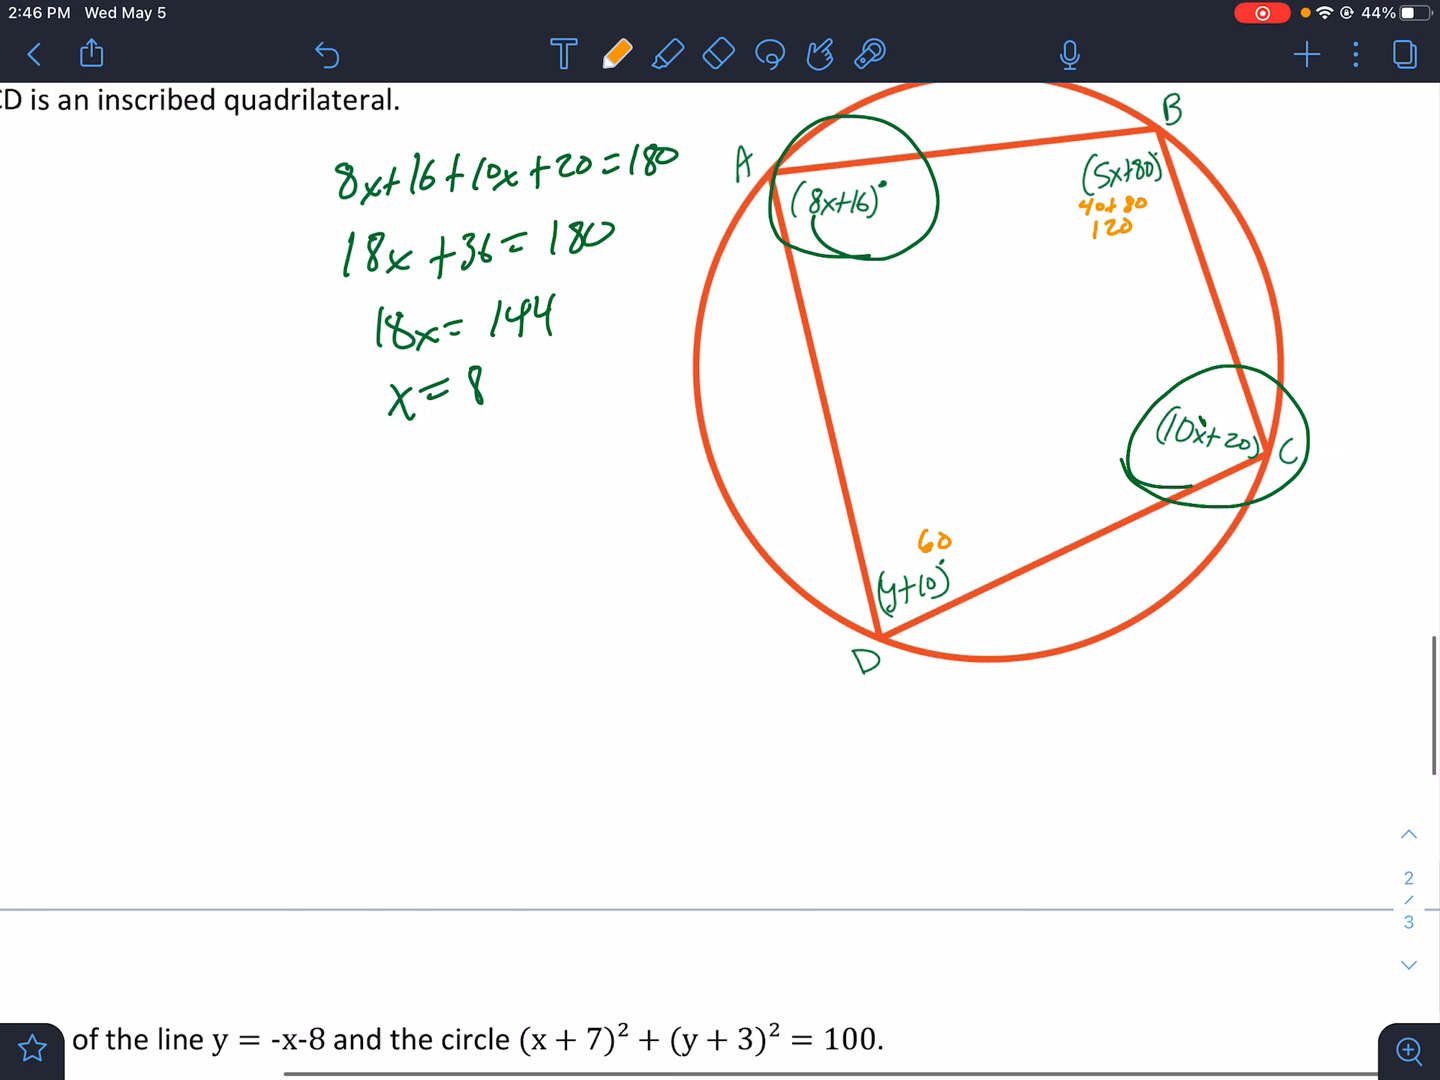 2:46 PM Wed May 5
44%
T
CD is an inscribed quadrilateral.
8x+16+10x+20=180
18x+36=180
18x=144
x=8
A
B
(8x+16)°
(5x+80)°
40+80
120
(10x+20)°
C
60
(y+10)°
D
2
/
3
of the line y = -x-8 and the circle (x + 7)² + (y + 3)² = 100.